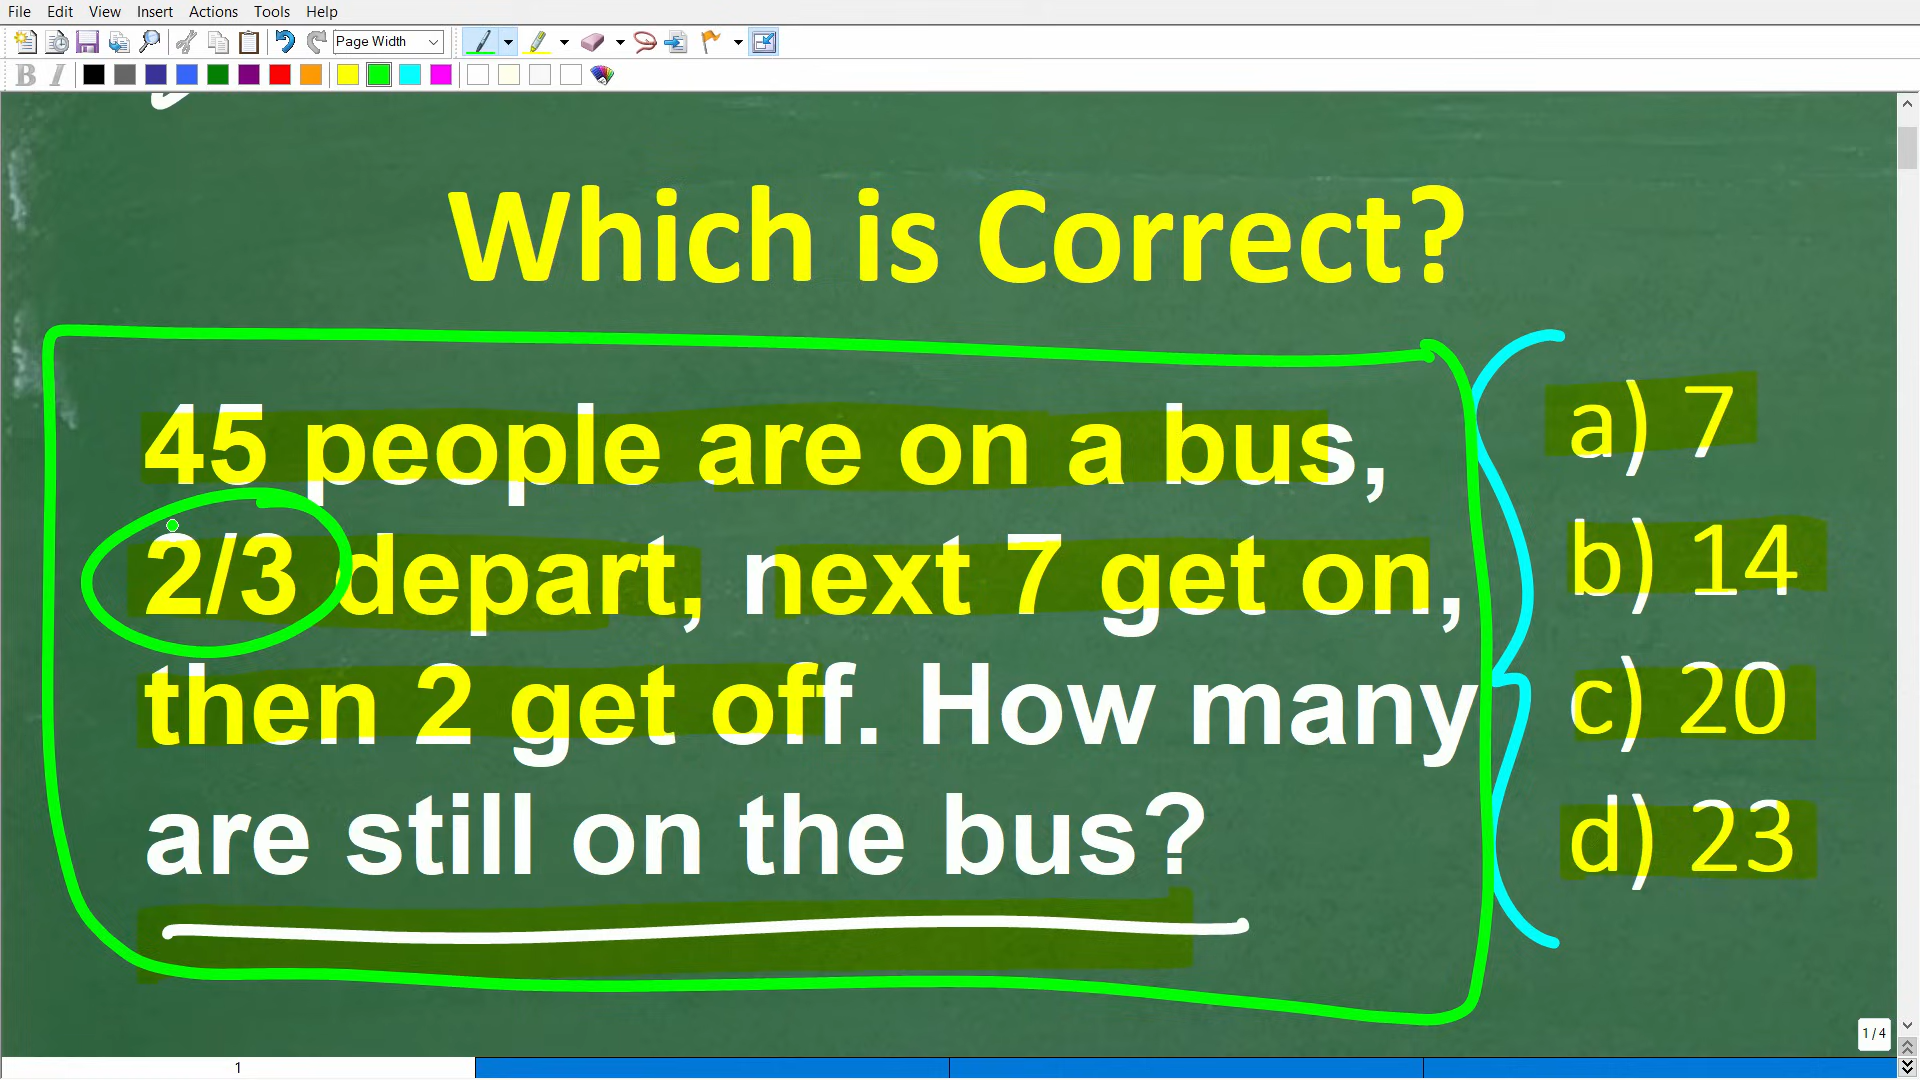 File Edit View Insert Actions Tools Help
Page Width
B I
Which is Correct?
45 people are on a bus,
2/3 depart, next 7 get on,
then 2 get off. How many
are still on the bus?
a) 7
b) 14
c) 20
d) 23
1 / 4
1